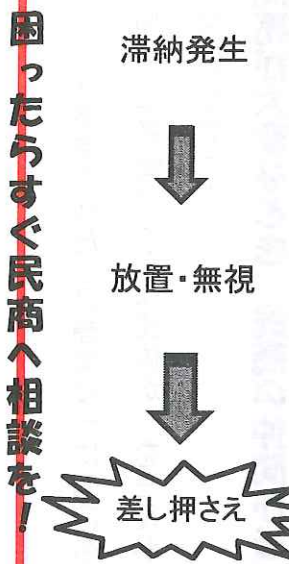 困ったらすぐ民商へ相談を！
滞納発生
放置・無視
差し押さえ